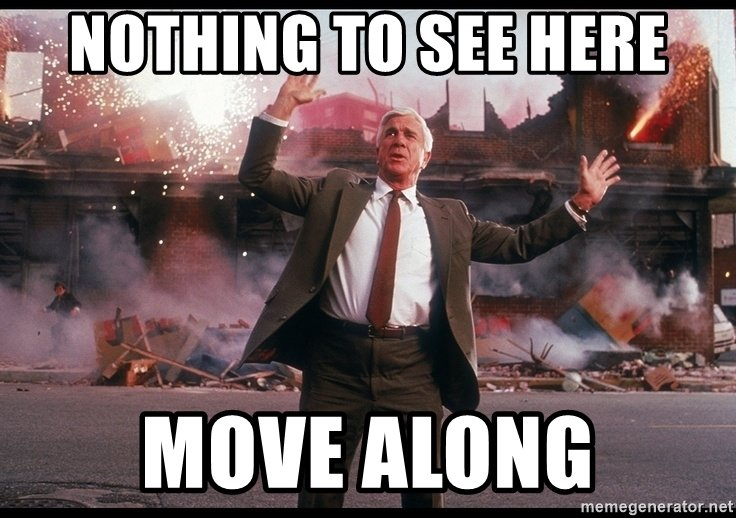 NOTHING TO SEE HERE
MOVE ALONG
memegenerator.net